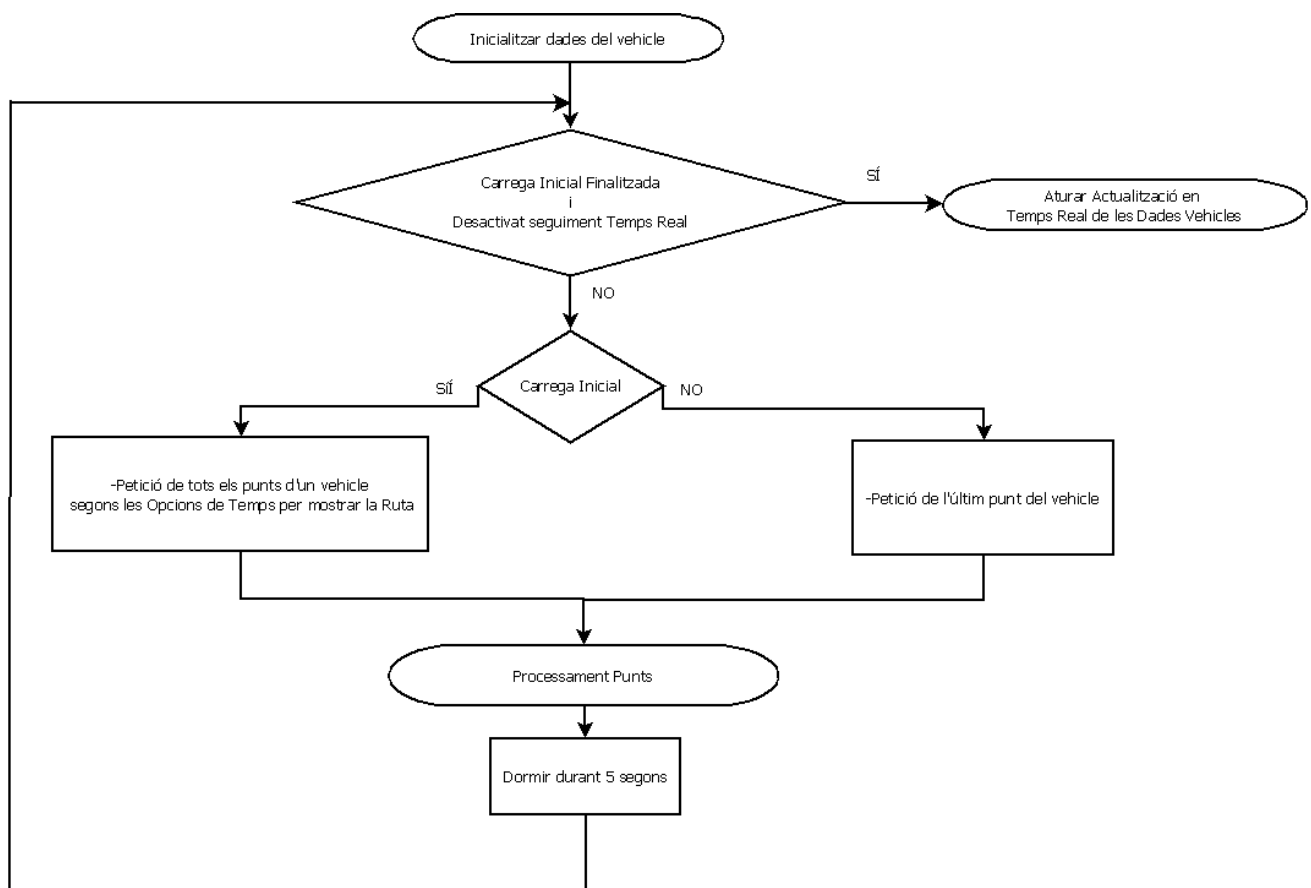 Inicialitzar dades del vehicle
Carrega Inicial Finalitzada
i
Desactivat seguiment Temps Real
SÍ
Aturar Actualització en
Temps Real de les Dades Vehicles
NO
Carrega Inicial
SIÍ
NO
-Petició de tots els punts d'un vehicle
segons les Opcions de Temps per mostrar la Ruta
-Petició de l'últim punt del vehicle
Processament Punts
Dormir durant 5 segons